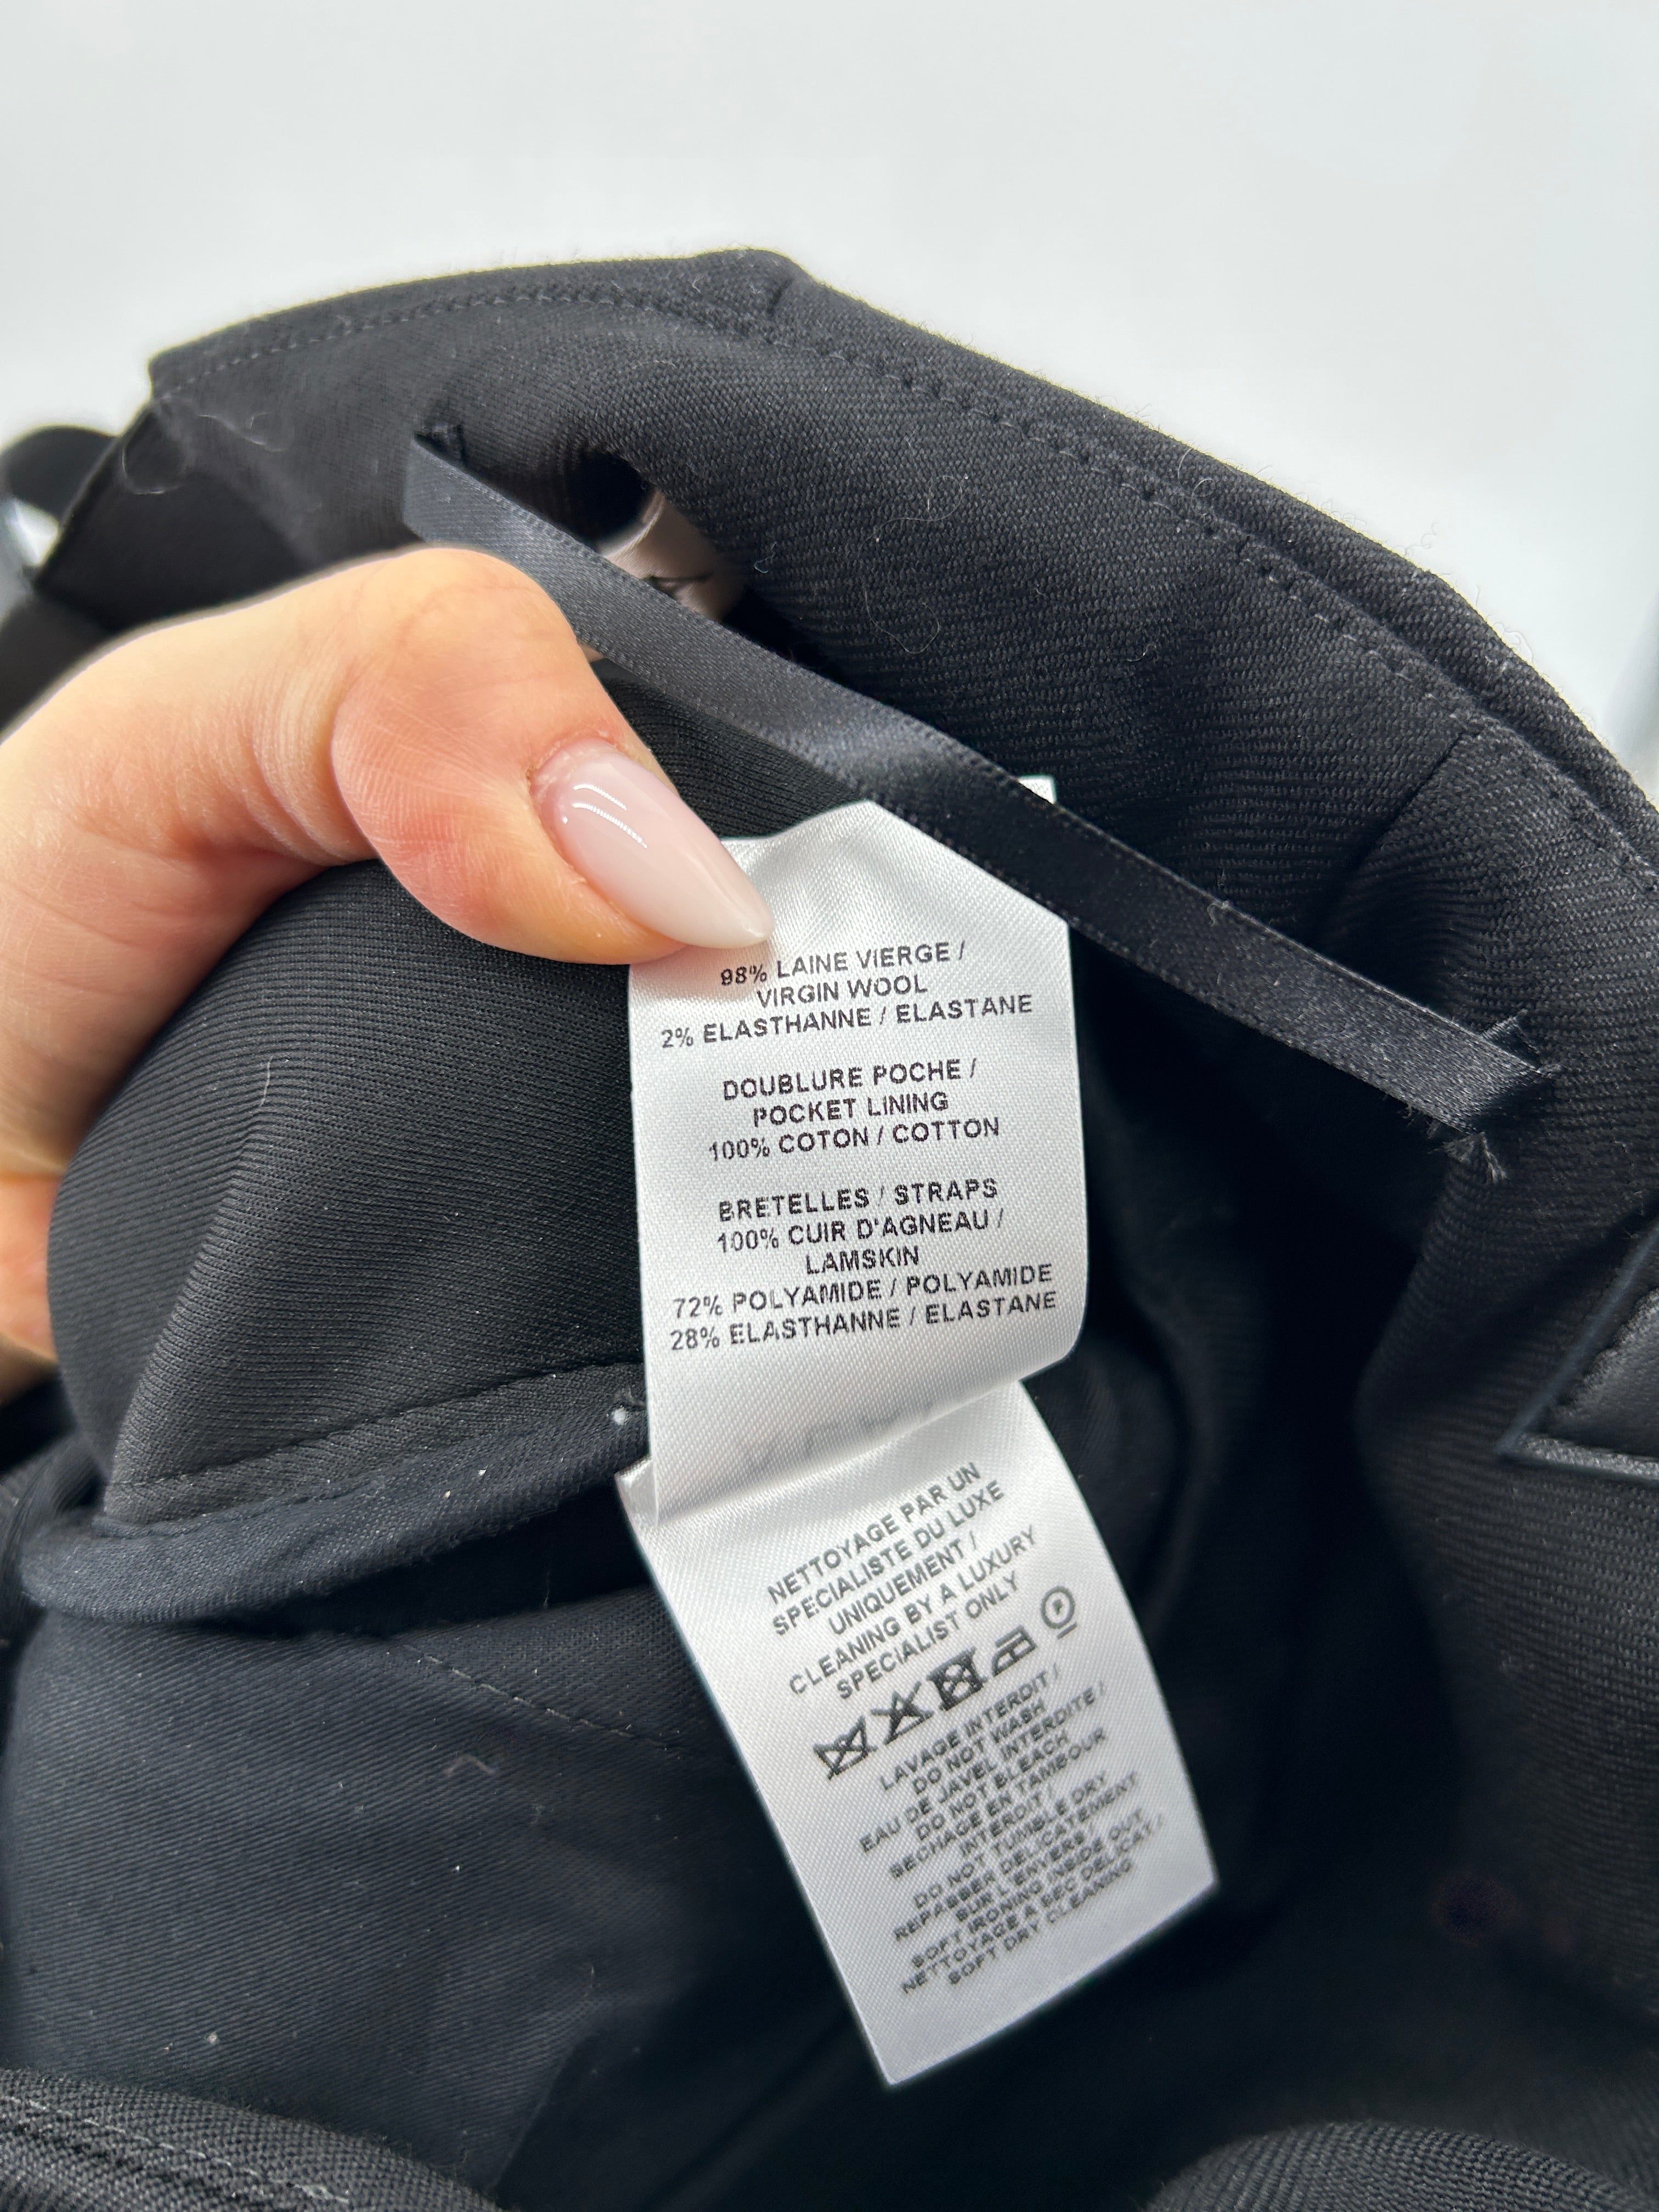 98% LAINE VIERGE /
VIRGIN WOOL
2% ELASTHANNE / ELASTANE
DOUBLURE POCHE /
POCKET LINING
100% COTON / COTTON
BRETELLES / STRAPS
100% CUIR D'AGNEAU /
LAMSKIN
72% POLYAMIDE / POLYAMIDE
28% ELASTHANNE / ELASTANE
NETTOYAGE PAR UN
SPECIALISTE DU LUXE
UNIQUEMENT /
CLEANING BY A LUXURY
SPECIALIST ONLY
P
LAVAGE INTERDIT /
DO NOT WASH
EAU DE JAVEL INTERDITE /
DO NOT BLEACH
SECHAGE EN TAMBOUR
INTERDIT /
DO NOT TUMBLE DRY
REPASSER DELICATEMENT
SUR L'ENVERS /
SOFT IRONING INSIDE OUT
NETTOYAGE A SEC DELICAT /
SOFT DRY CLEANING